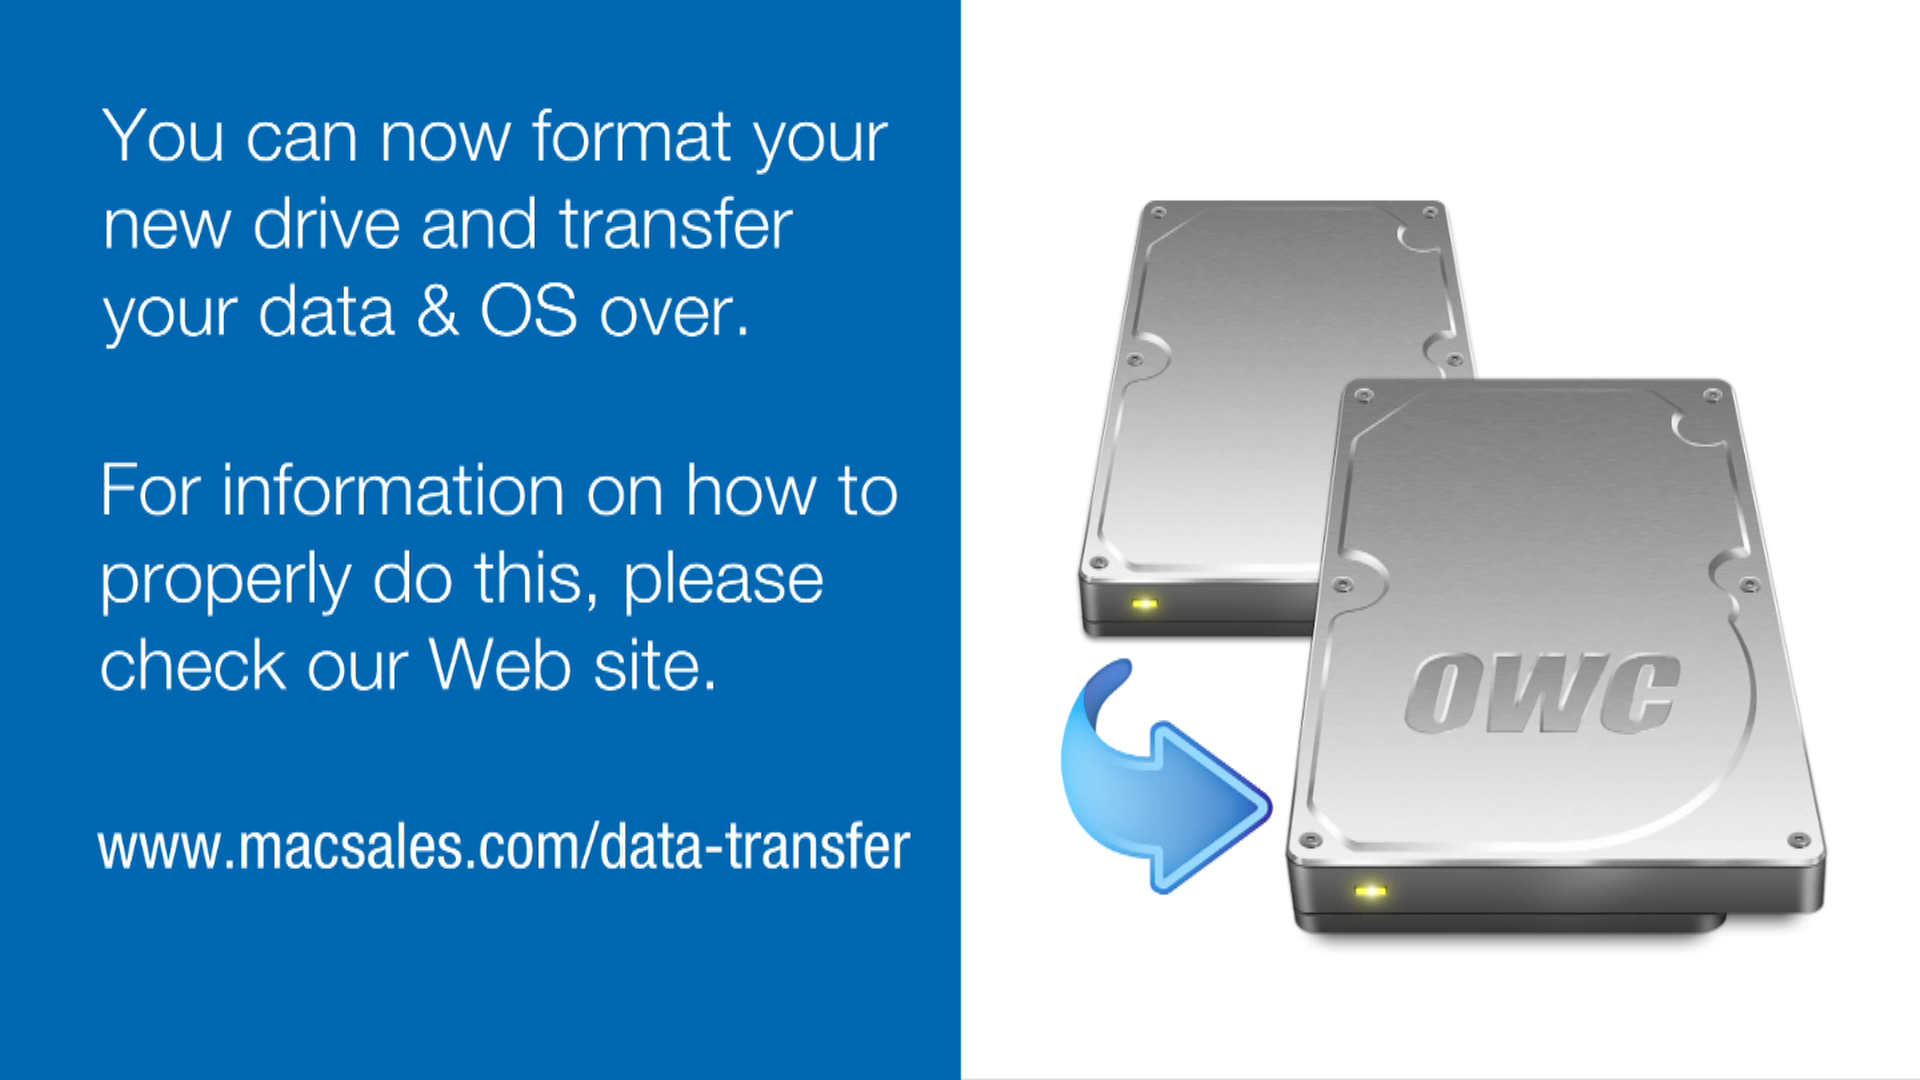 You can now format your
new drive and transfer
your data & OS over.
For information on how to
properly do this, please
check our Web site.
www.macsales.com/data-transfer
OWC